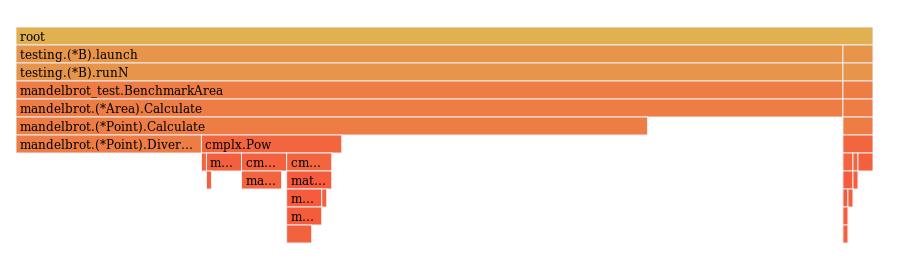 root
testing.(*B).launch
testing.(*B).runN
mandelbrot_test.BenchmarkArea
mandelbrot.(*Area).Calculate
mandelbrot.(*Point).Calculate
mandelbrot.(*Point).Diver... cmplx.Pow
m... cm... cm...
ma... mat...
m...
m...